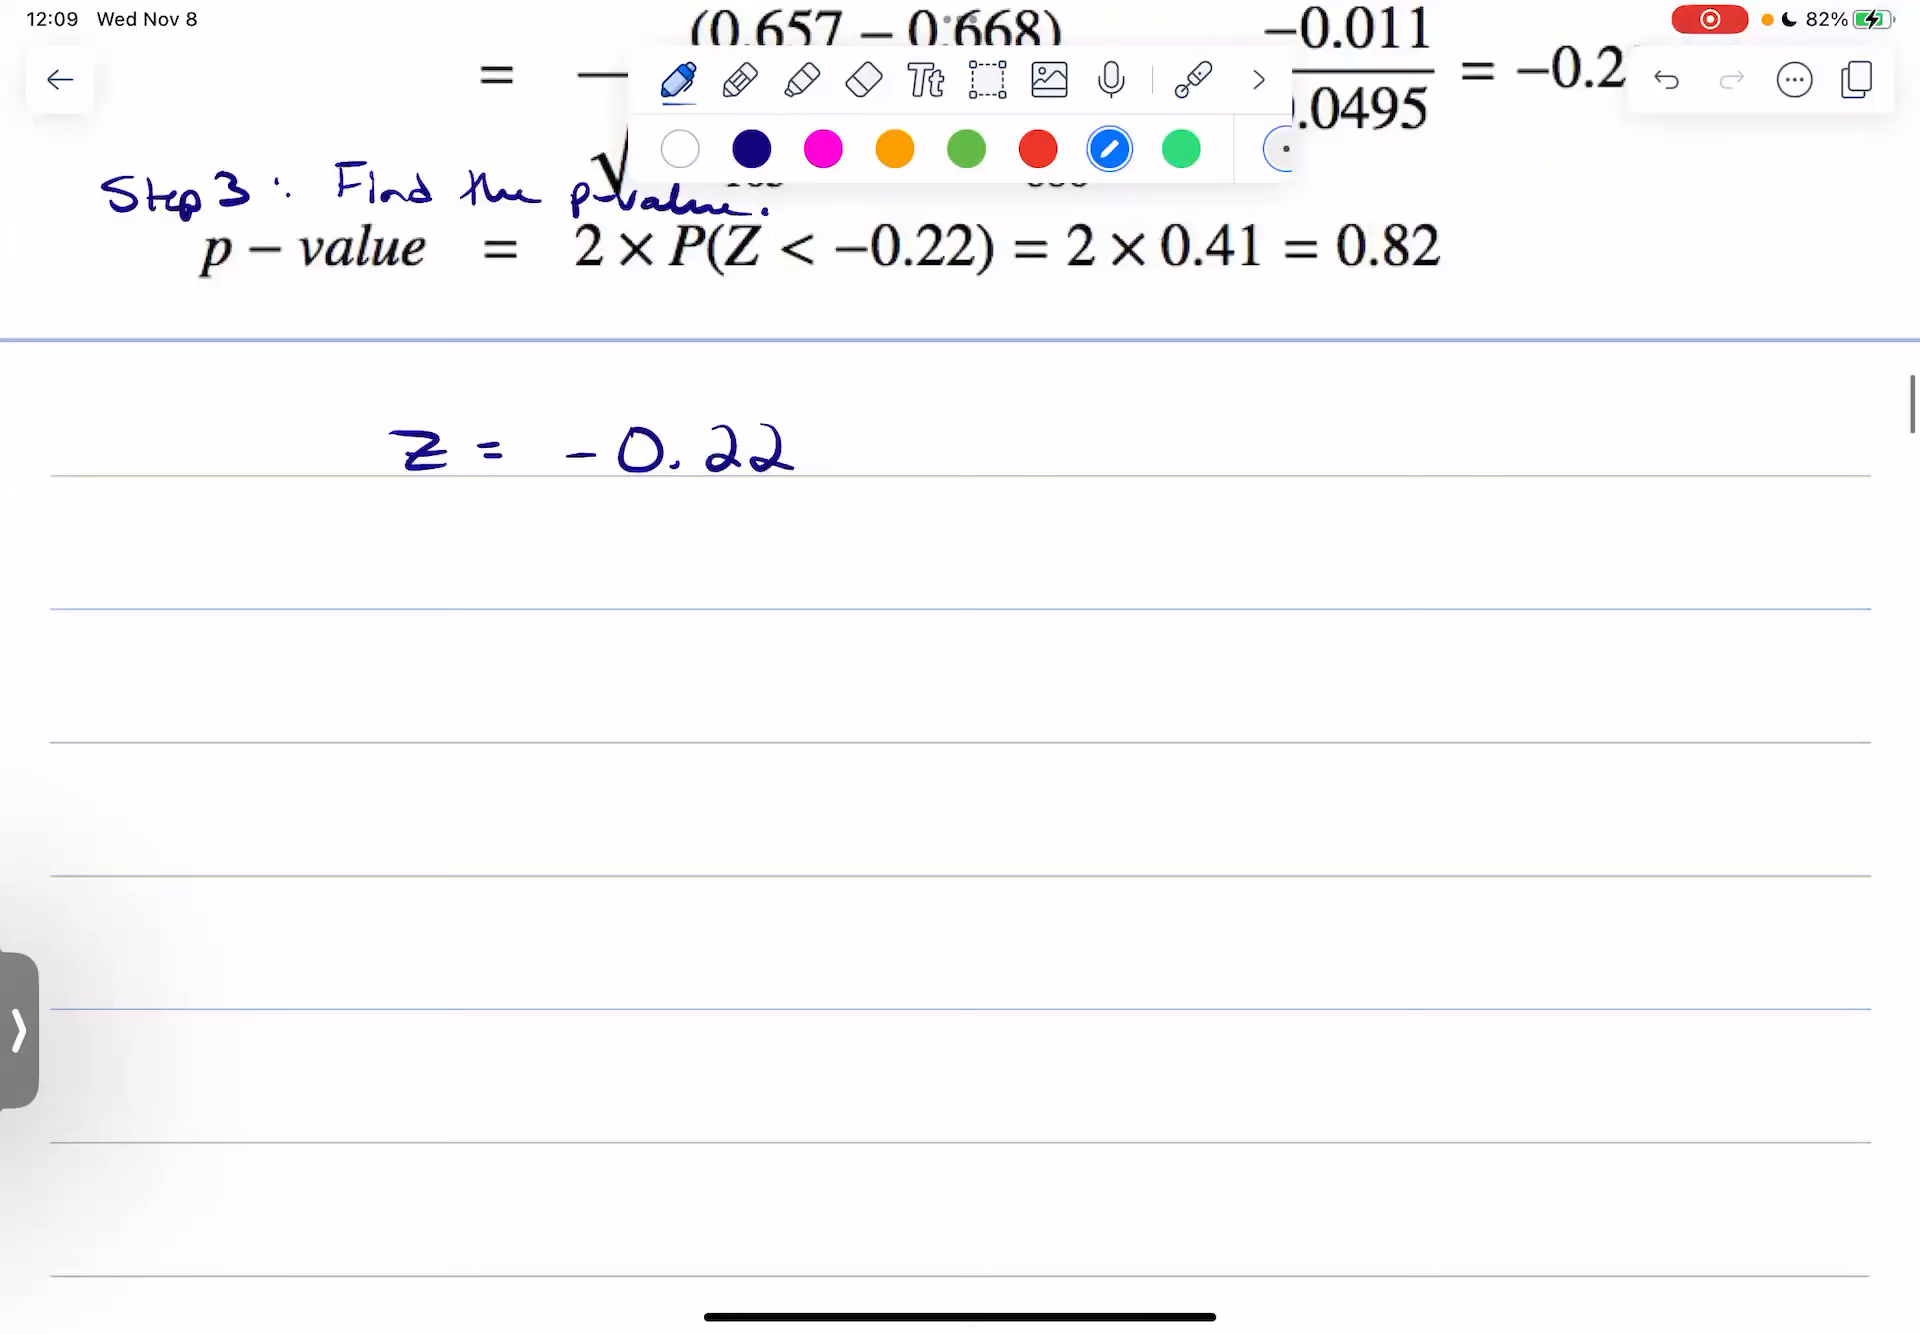 12:09 Wed Nov 8 82%
(0.657 − 0.668) −0.011
= = −0.2
.0495
Tt
Step 3: Find the p-value.
p − value = 2 × P(Z < −0.22) = 2 × 0.41 = 0.82
z = -0.22